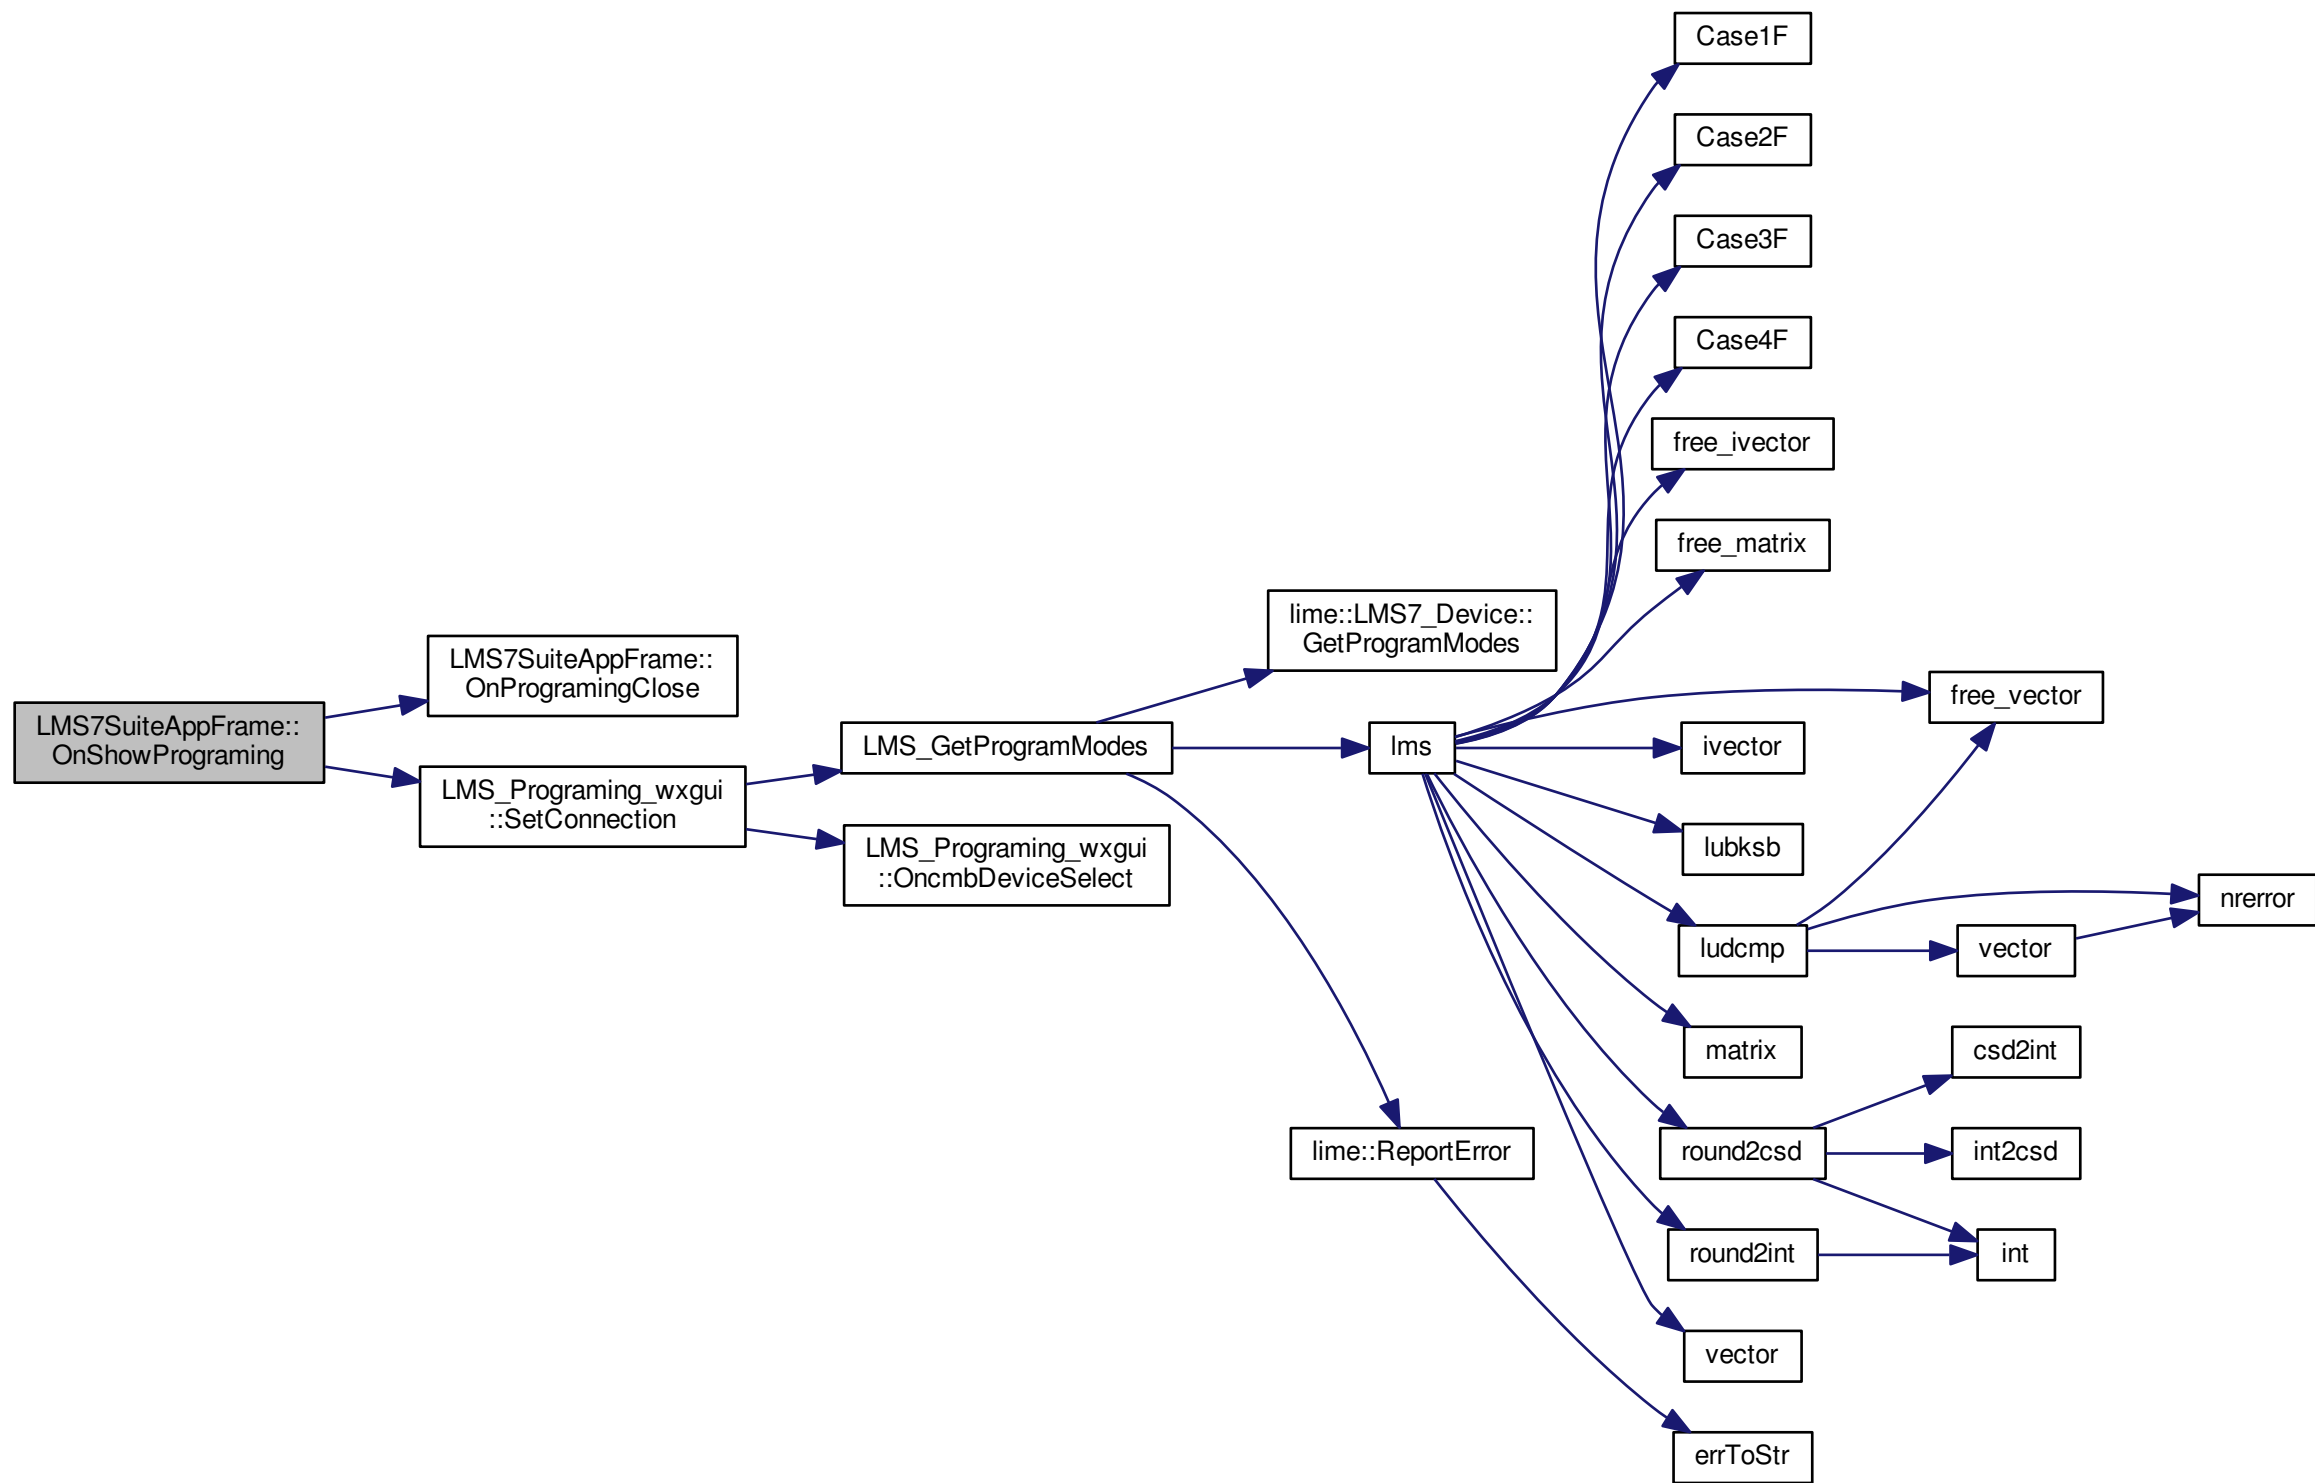 LMS7SuiteAppFrame::
OnShowPrograming
LMS7SuiteAppFrame::
OnProgramingClose
LMS_Programing_wxgui
::SetConnection
LMS_GetProgramModes
LMS_Programing_wxgui
::OncmbDeviceSelect
lime::LMS7_Device::
GetProgramModes
lms
lime::ReportError
Case1F
Case2F
Case3F
Case4F
free_ivector
free_matrix
ivector
lubksb
ludcmp
matrix
round2csd
round2int
vector
errToStr
free_vector
vector
csd2int
int2csd
int
nrerror